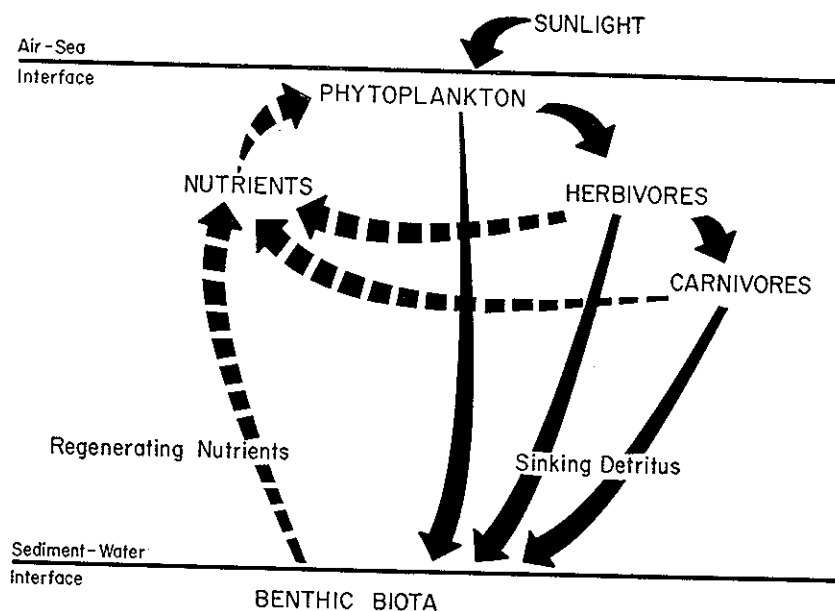 SUNLIGHT
Air-Sea
Interface
PHYTOPLANKTON
NUTRIENTS
HERBIVORES
CARNIVORES
Regenerating Nutrients
Sinking Detritus
Sediment-Water
Interface
BENTHIC BIOTA